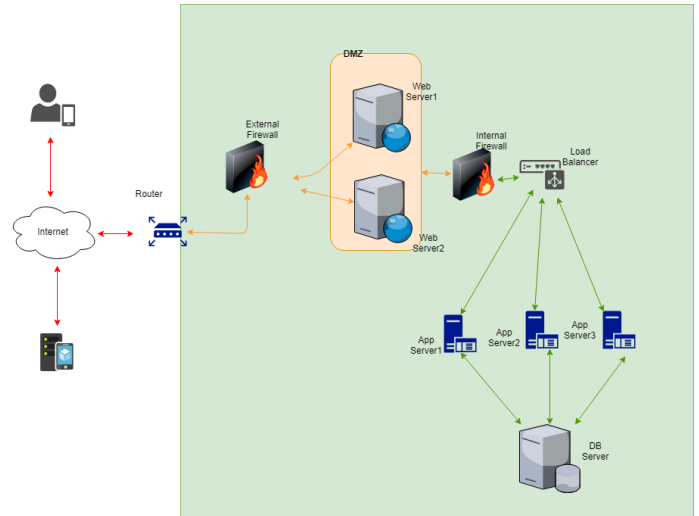 DMZ
Web
Server1
External
Firewall
Internal
Firewall
Load
Balancer
Router
Internet
Web
Server2
App
Server1
App
Server2
App
Server3
DB
Server